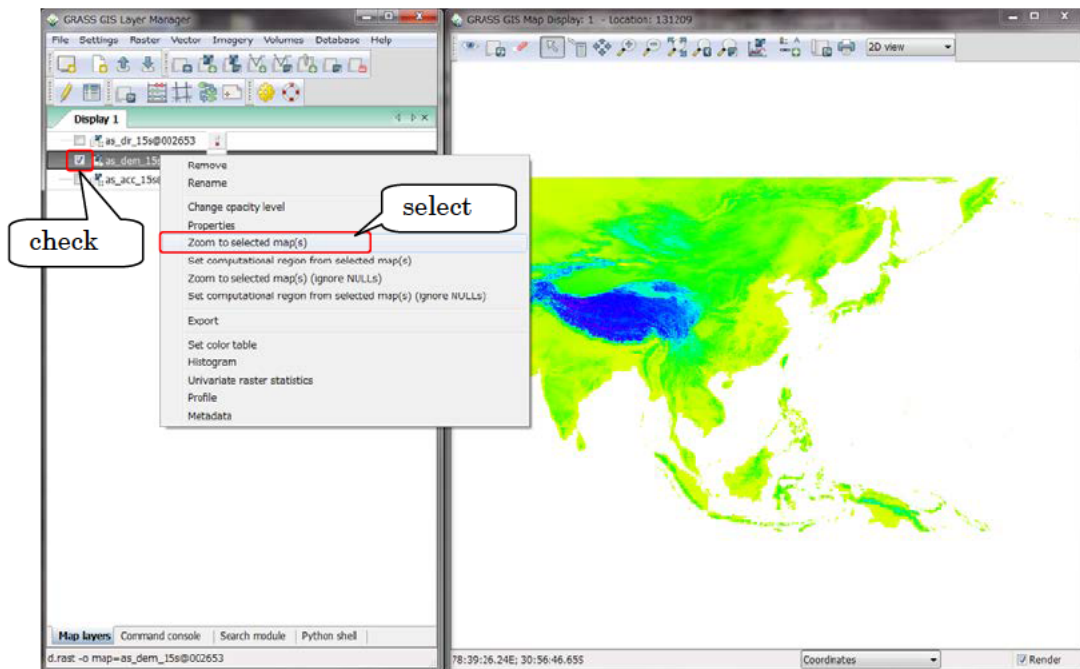 GRASS GIS Layer Manager
File Settings Raster Vector Imagery Volumes Database Help
Display 1
as_dir_15s@002653
as_dem_15s
as_acc_15s
check
Remove
Rename
Change opacity level
Properties
Zoom to selected map(s)
Set computational region from selected map(s)
Zoom to selected map(s) (ignore NULLs)
Set computational region from selected map(s) (ignore NULLs)
Export
Set color table
Histogram
Univariate raster statistics
Profile
Metadata
select
Map layers Command console Search module Python shell
d.rast -o map=as_dem_15s@002653
GRASS GIS Map Display: 1 - Location: 131209
2D view
78:39:26.24E; 30:56:46.65S
Coordinates
Render